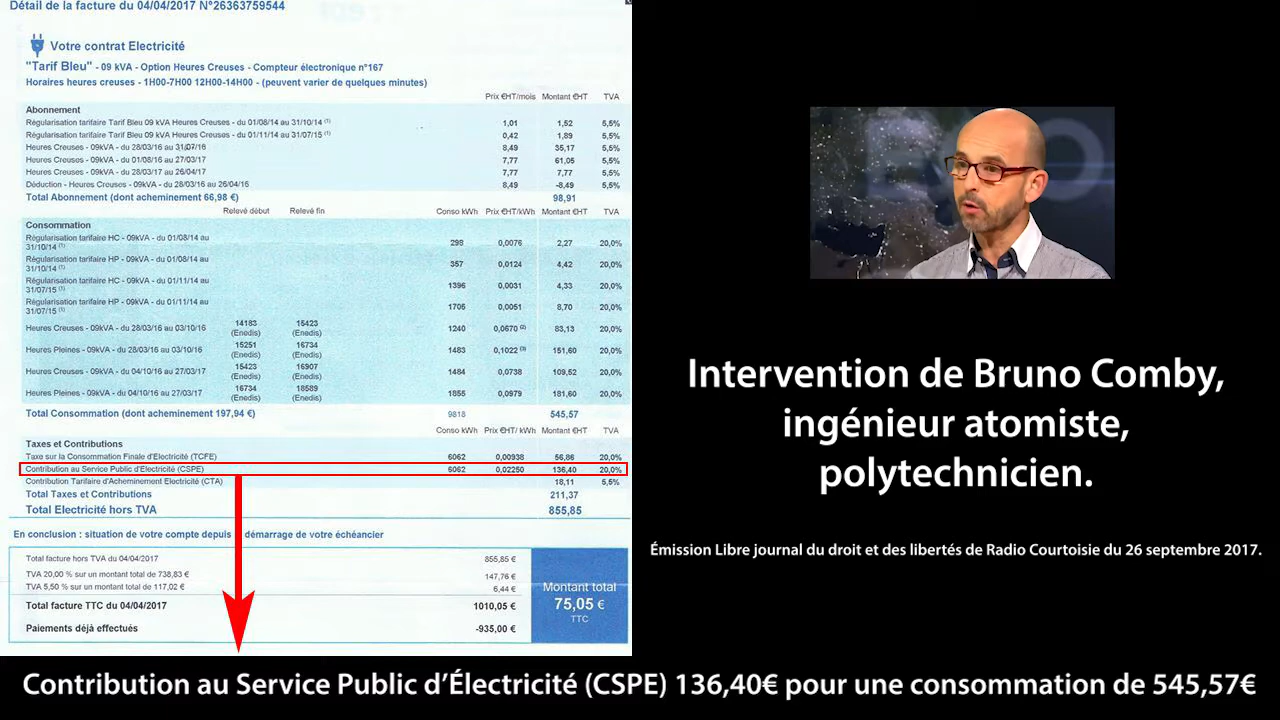 Détail de la facture du 04/04/2017 N°26363759544
Votre contrat Electricité
"Tarif Bleu" - 09 kVA - Option Heures Creuses - Compteur électronique n°167
Horaires heures creuses - 1H00-7H00 12H00-14H00 - (peuvent varier de quelques minutes)
Prix €HT/mois Montant €HT TVA
Abonnement
Régularisation tarifaire Tarif Bleu 09 kVA Heures Creuses - du 01/08/14 au 31/10/14 (1) 1,01 1,52 5,5%
Régularisation tarifaire Tarif Bleu 09 kVA Heures Creuses - du 01/11/14 au 31/07/15 (1) 0,42 1,89 5,5%
Heures Creuses - 09kVA - du 28/03/16 au 31/07/16 8,49 35,17 5,5%
Heures Creuses - 09kVA - du 01/08/16 au 27/03/17 7,77 61,05 5,5%
Heures Creuses - 09kVA - du 28/03/17 au 26/04/17 7,77 7,77 5,5%
Déduction - Heures Creuses - 09kVA - du 28/03/16 au 26/04/16 8,49 -8,49 5,5%
Total Abonnement (dont acheminement 66,98 €) 98,91
Relevé début Relevé fin Conso kWh Prix €HT/kWh Montant €HT TVA
Consommation
Régularisation tarifaire HC - 09kVA - du 01/08/14 au
31/10/14 (1) 298 0,0076 2,27 20,0%
Régularisation tarifaire HP - 09kVA - du 01/08/14 au
31/10/14 (1) 357 0,0124 4,42 20,0%
Régularisation tarifaire HC - 09kVA - du 01/11/14 au
31/07/15 (1) 1396 0,0031 4,33 20,0%
Régularisation tarifaire HP - 09kVA - du 01/11/14 au
31/07/15 (1) 1706 0,0051 8,70 20,0%
Heures Creuses - 09kVA - du 28/03/16 au 03/10/16 14183 (Enedis) 15423 (Enedis) 1240 0,0670 (2) 83,13 20,0%
Heures Pleines - 09kVA - du 28/03/16 au 03/10/16 15251 (Enedis) 16734 (Enedis) 1483 0,1022 (3) 151,60 20,0%
Heures Creuses - 09kVA - du 04/10/16 au 27/03/17 15423 (Enedis) 16907 (Enedis) 1484 0,0738 109,52 20,0%
Heures Pleines - 09kVA - du 04/10/16 au 27/03/17 16734 (Enedis) 18589 (Enedis) 1855 0,0979 181,60 20,0%
Total Consommation (dont acheminement 197,94 €) 9818 545,57
Conso kWh Prix €HT/ kWh Montant €HT TVA
Taxes et Contributions
Taxe sur la Consommation Finale d'Electricité (TCFE) 6062 0,00938 56,86 20,0%
Contribution au Service Public d'Électricité (CSPE) 6062 0,02250 136,40 20,0%
Contribution Tarifaire d'Acheminement Electricité (CTA) 18,11 5,5%
Total Taxes et Contributions 211,37
Total Electricité hors TVA 855,85
En conclusion : situation de votre compte depuis démarrage de votre échéancier
Total facture hors TVA du 04/04/2017 855,85 €
TVA 20,00 % sur un montant total de 738,83 € 147,76 €
TVA 5,50 % sur un montant total de 117,02 € 6,44 €
Total facture TTC du 04/04/2017 1010,05 €
Paiements déjà effectués -935,00 €
Montant total
75,05 €
TTC
Intervention de Bruno Comby,
ingénieur atomiste,
polytechnicien.
Émission Libre journal du droit et des libertés de Radio Courtoisie du 26 septembre 2017.
Contribution au Service Public d'Électricité (CSPE) 136,40€ pour une consommation de 545,57€